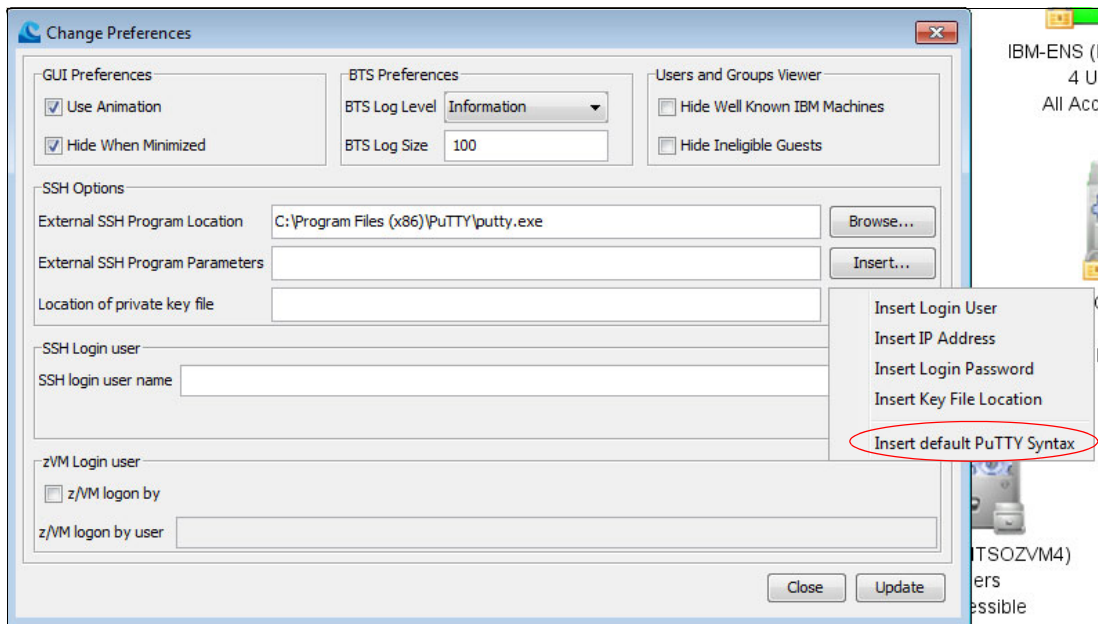 Change Preferences
GUI Preferences
Use Animation
Hide When Minimized
BTS Preferences
BTS Log Level Information
BTS Log Size 100
Users and Groups Viewer
Hide Well Known IBM Machines
Hide Ineligible Guests
SSH Options
External SSH Program Location C:\Program Files (x86)\PuTTY\putty.exe Browse...
External SSH Program Parameters Insert...
Location of private key file
Insert Login User
Insert IP Address
Insert Login Password
Insert Key File Location
Insert default PuTTY Syntax
SSH Login user
SSH login user name
zVM Login user
z/VM logon by
z/VM logon by user
Close Update
IBM-ENS (
4 U
All Acc
ITSOZVM4)
ers
essible